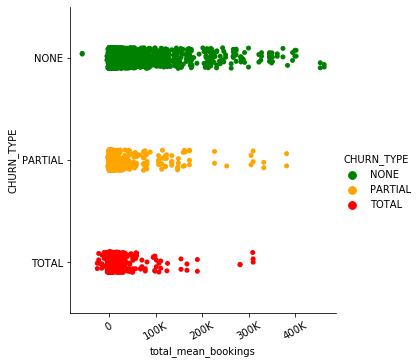 NONE
PARTIAL
TOTAL
CHURN_TYPE
0
100K
200K
300K
400K
total_mean_bookings
CHURN_TYPE
NONE
PARTIAL
TOTAL